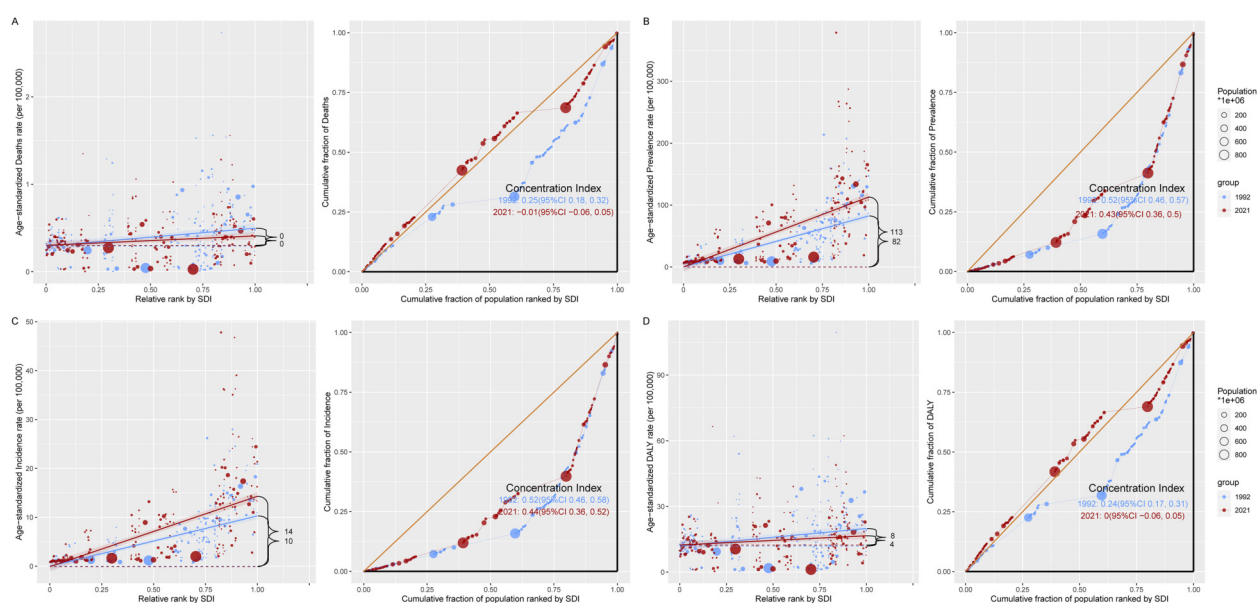 A
Age−standardized Deaths rate (per 100,000)
2
1
0
0
0
0
0.25
0.50
0.75
1.00
Relative rank by SDI
Cumulative fraction of Deaths
1.00
0.75
0.50
0.25
0.00
Concentration Index
1992: 0.25(95%CI 0.18, 0.32)
2021: −0.01(95%CI −0.06, 0.05)
0.00
0.25
0.50
0.75
1.00
Cumulative fraction of population ranked by SDI
B
Age−standardized Prevalence rate (per 100,000)
300
200
100
0
113
82
0
0.25
0.50
0.75
1.00
Relative rank by SDI
Cumulative fraction of Prevalence
1.00
0.75
0.50
0.25
0.00
Concentration Index
1992: 0.52(95%CI 0.46, 0.57)
2021: 0.43(95%CI 0.36, 0.5)
0.00
0.25
0.50
0.75
1.00
Cumulative fraction of population ranked by SDI
Population
*1e+06
200
400
600
800
group
1992
2021
C
Age−standardized Incidence rate (per 100,000)
50
40
30
20
10
0
14
10
0.00
0.25
0.50
0.75
1.00
Relative rank by SDI
Cumulative fraction of Incidence
1.00
0.75
0.50
0.25
0.00
Concentration Index
1992: 0.52(95%CI 0.46, 0.58)
2021: 0.44(95%CI 0.36, 0.52)
0.00
0.25
0.50
0.75
1.00
Cumulative fraction of population ranked by SDI
D
Age−standardized DALY rate (per 100,000)
90
60
30
0
8
4
0.00
0.25
0.50
0.75
1.00
Relative rank by SDI
Cumulative fraction of DALY
1.00
0.75
0.50
0.25
0.00
Concentration Index
1992: 0.24(95%CI 0.17, 0.31)
2021: 0(95%CI −0.06, 0.05)
0.00
0.25
0.50
0.75
1.00
Cumulative fraction of population ranked by SDI
Population
*1e+06
200
400
600
800
group
1992
2021